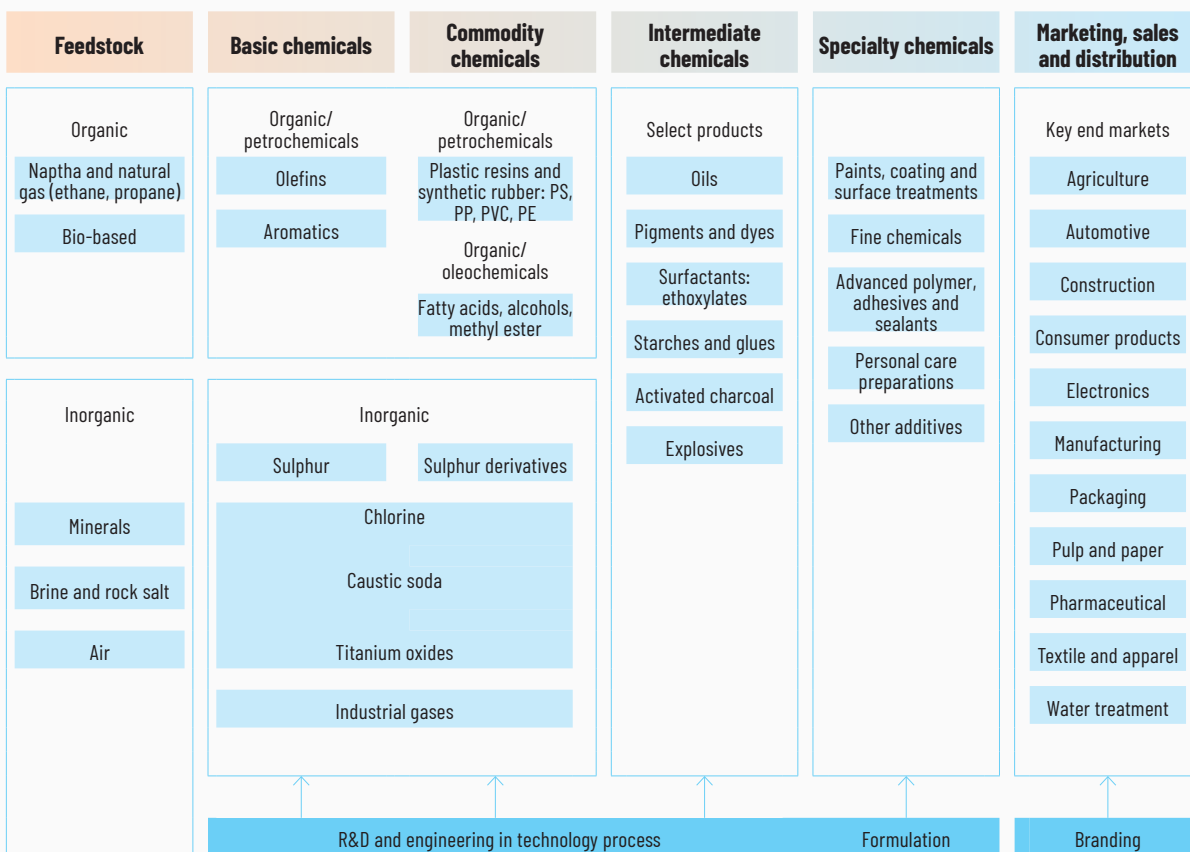 Feedstock
Basic chemicals
Commodity
chemicals
Intermediate
chemicals
Specialty chemicals
Marketing, sales
and distribution
Organic
Naptha and natural
gas (ethane, propane)
Bio-based
Inorganic
Minerals
Brine and rock salt
Air
Organic/
petrochemicals
Olefins
Aromatics
Organic/
petrochemicals
Plastic resins and
synthetic rubber: PS,
PP, PVC, PE
Organic/
oleochemicals
Fatty acids, alcohols,
methyl ester
Inorganic
Sulphur
Sulphur derivatives
Chlorine
Caustic soda
Titanium oxides
Industrial gases
Select products
Oils
Pigments and dyes
Surfactants:
ethoxylates
Starches and glues
Activated charcoal
Explosives
Paints, coating and
surface treatments
Fine chemicals
Advanced polymer,
adhesives and
sealants
Personal care
preparations
Other additives
Key end markets
Agriculture
Automotive
Construction
Consumer products
Electronics
Manufacturing
Packaging
Pulp and paper
Pharmaceutical
Textile and apparel
Water treatment
R&D and engineering in technology process
Formulation
Branding